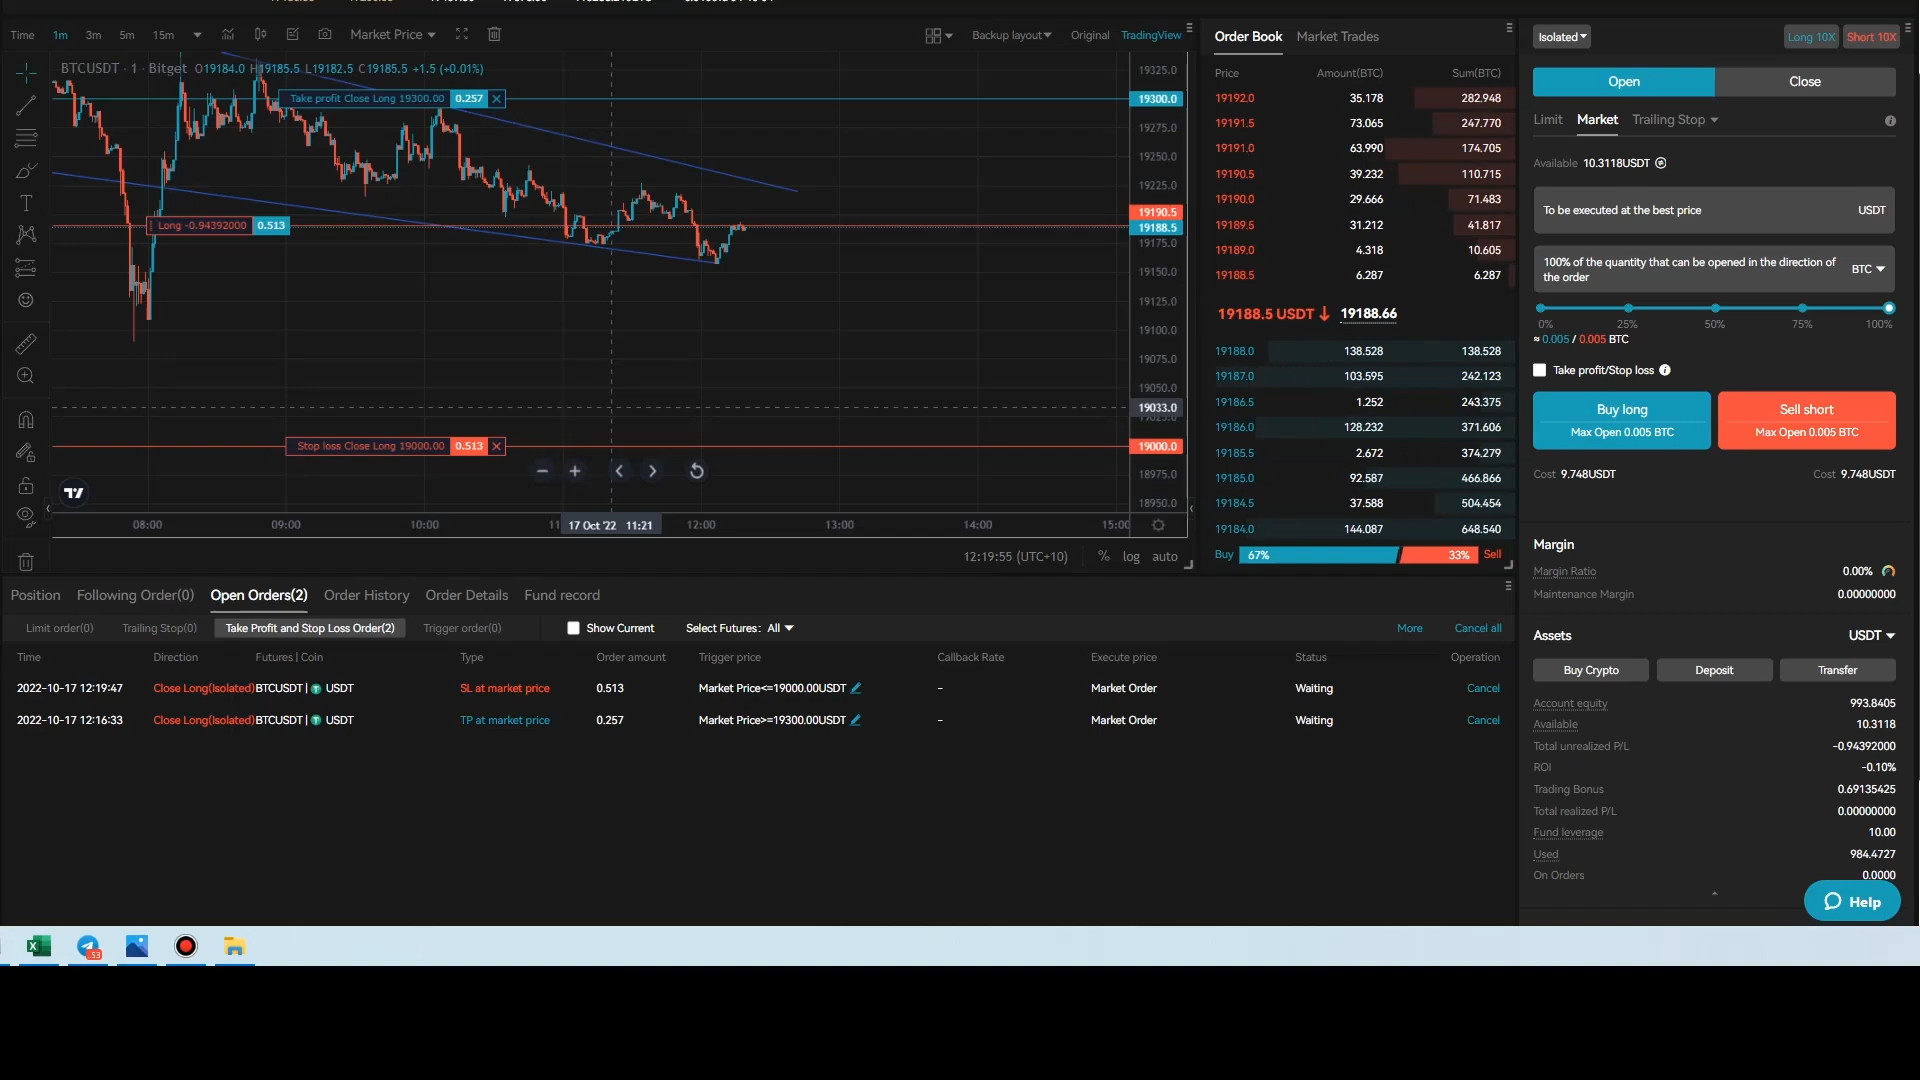 Time 1m 3m 5m 15m Market Price Backup layout Original TradingView
BTCUSDT · 1 · Bitget O19184.0 H19185.5 L19182.5 C19185.5 +1.5 (+0.01%)
Take profit Close Long 19300.00 0.257
Long -0.94392000 0.513
Stop loss Close Long 19000.00 0.513
19325.0
19300.0
19275.0
19250.0
19225.0
19190.5
19188.5
19175.0
19150.0
19125.0
19100.0
19075.0
19050.0
19033.0
19000.0
18975.0
18950.0
08:00 09:00 10:00 11 17 Oct '22 11:21 12:00 13:00 14:00 15:00
12:19:55 (UTC+10) % log auto
Order Book Market Trades
Price Amount(BTC) Sum(BTC)
19192.0 35.178 282.948
19191.5 73.065 247.770
19191.0 63.990 174.705
19190.5 39.232 110.715
19190.0 29.666 71.483
19189.5 31.212 41.817
19189.0 4.318 10.605
19188.5 6.287 6.287
19188.5 USDT ↓ 19188.66
19188.0 138.528 138.528
19187.0 103.595 242.123
19186.5 1.252 243.375
19186.0 128.232 371.606
19185.5 2.672 374.279
19185.0 92.587 466.866
19184.5 37.588 504.454
19184.0 144.087 648.540
Buy 67% 33% Sell
Isolated Long 10X Short 10X
Open Close
Limit Market Trailing Stop
Available 10.3118USDT
To be executed at the best price USDT
100% of the quantity that can be opened in the direction of
the order BTC
0% 25% 50% 75% 100%
≈ 0.005 / 0.005 BTC
Take profit/Stop loss
Buy long Sell short
Max Open 0.005 BTC Max Open 0.005 BTC
Cost 9.748USDT Cost 9.748USDT
Margin
Margin Ratio 0.00%
Maintenance Margin 0.00000000
Assets USDT
Buy Crypto Deposit Transfer
Account equity 993.8405
Available 10.3118
Total unrealized P/L -0.94392000
ROI -0.10%
Trading Bonus 0.69135425
Total realized P/L 0.00000000
Fund leverage 10.00
Used 984.4727
On Orders 0.0000
Help
Position Following Order(0) Open Orders(2) Order History Order Details Fund record
Limit order(0) Trailing Stop(0) Take Profit and Stop Loss Order(2) Trigger order(0) Show Current Select Futures: All More Cancel all
Time Direction Futures | Coin Type Order amount Trigger price Callback Rate Execute price Status Operation
2022-10-17 12:19:47 Close Long(Isolated) BTCUSDT | USDT SL at market price 0.513 Market Price<=19000.00USDT – Market Order Waiting Cancel
2022-10-17 12:16:33 Close Long(Isolated) BTCUSDT | USDT TP at market price 0.257 Market Price>=19300.00USDT – Market Order Waiting Cancel
53